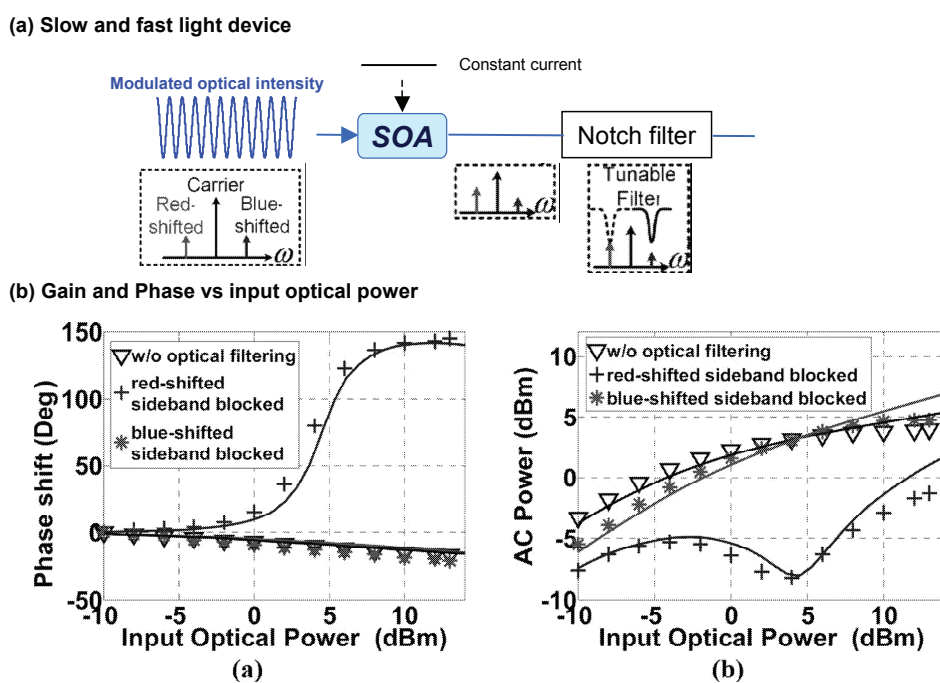 (a) Slow and fast light device
Modulated optical intensity
Constant current
SOA
Notch filter
Carrier
Red-
shifted
Blue-
shifted
ω
ω
Tunable
Filter
ω
(b) Gain and Phase vs input optical power
Phase shift (Deg)
150
100
50
0
-50
-10
-5
0
5
10
w/o optical filtering
red-shifted
sideband blocked
blue-shifted
sideband blocked
Input Optical Power (dBm)
(a)
AC Power (dBm)
10
5
0
-5
-10
-10
-5
0
5
10
w/o optical filtering
red-shifted sideband blocked
blue-shifted sideband blocked
Input Optical Power (dBm)
(b)